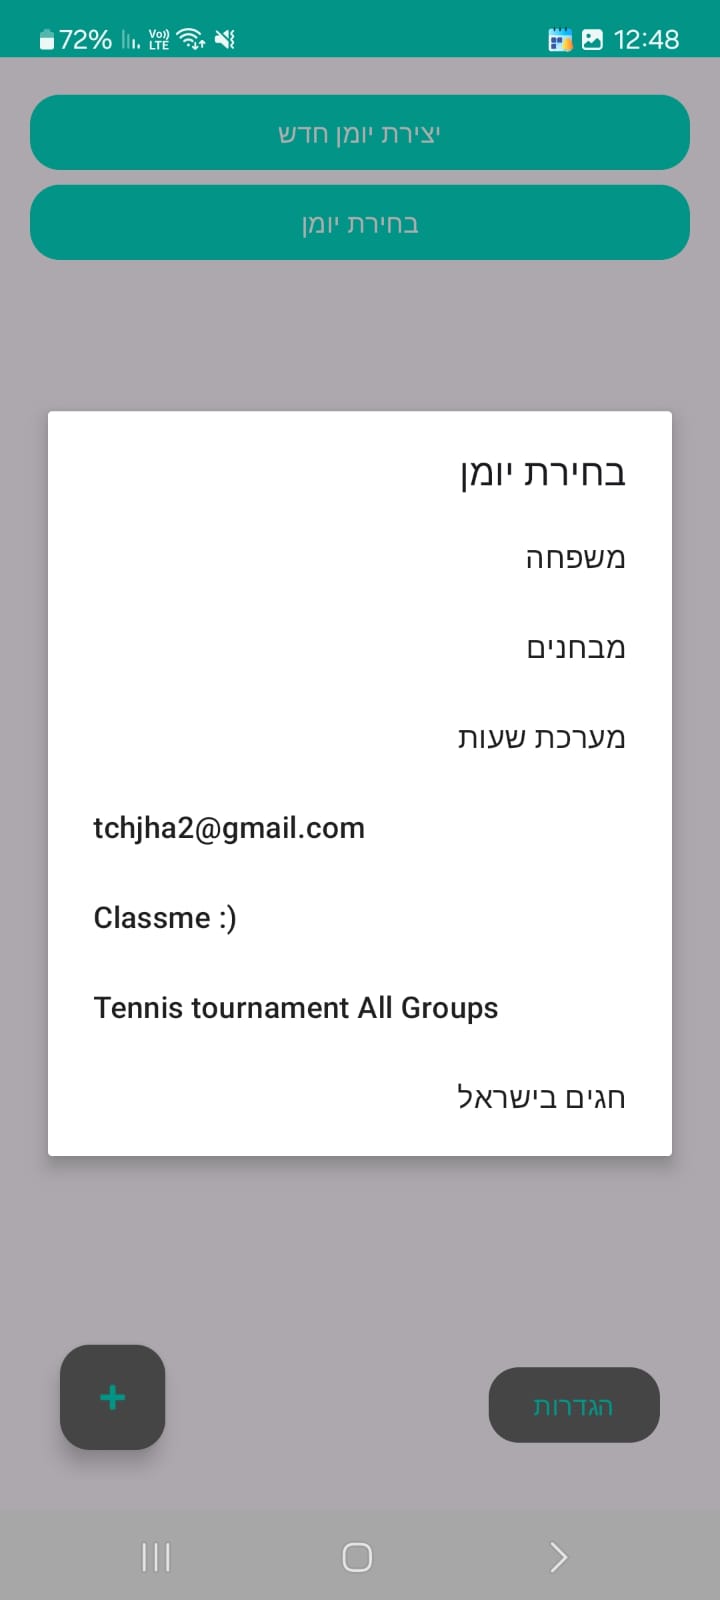 72% Vo)) LTE 12:48
יצירת יומן חדש
בחירת יומן
בחירת יומן
משפחה
מבחנים
מערכת שעות
tchjha2@gmail.com
Classme :)
Tennis tournament All Groups
חגים בישראל
+
הגדרות